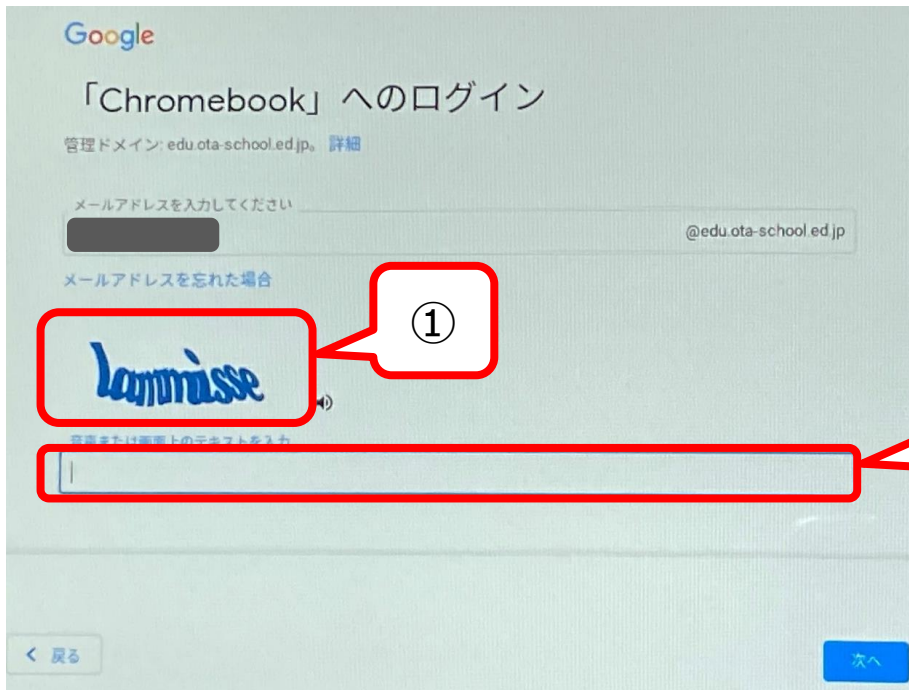 Google
「Chromebook」へのログイン
管理ドメイン: edu.ota-school.ed.jp。 詳細
メールアドレスを入力してください
@edu.ota-school.ed.jp
メールアドレスを忘れた場合
①
音声または画面上のテキストを入力
戻る
次へ